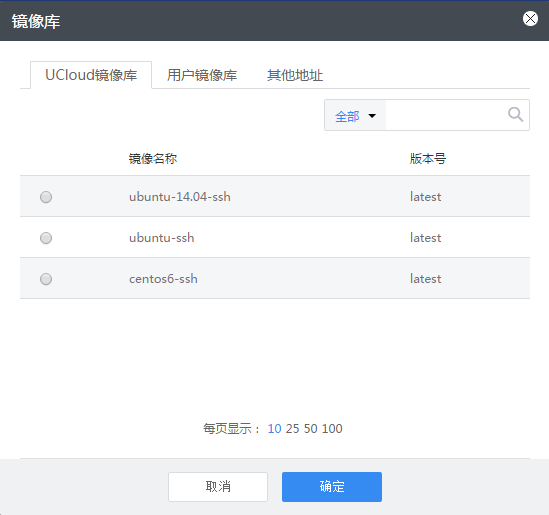 镜像库
UCloud镜像库 用户镜像库 其他地址
全部
镜像名称 版本号
ubuntu-14.04-ssh latest
ubuntu-ssh latest
centos6-ssh latest
每页显示： 10 25 50 100
取消 确定